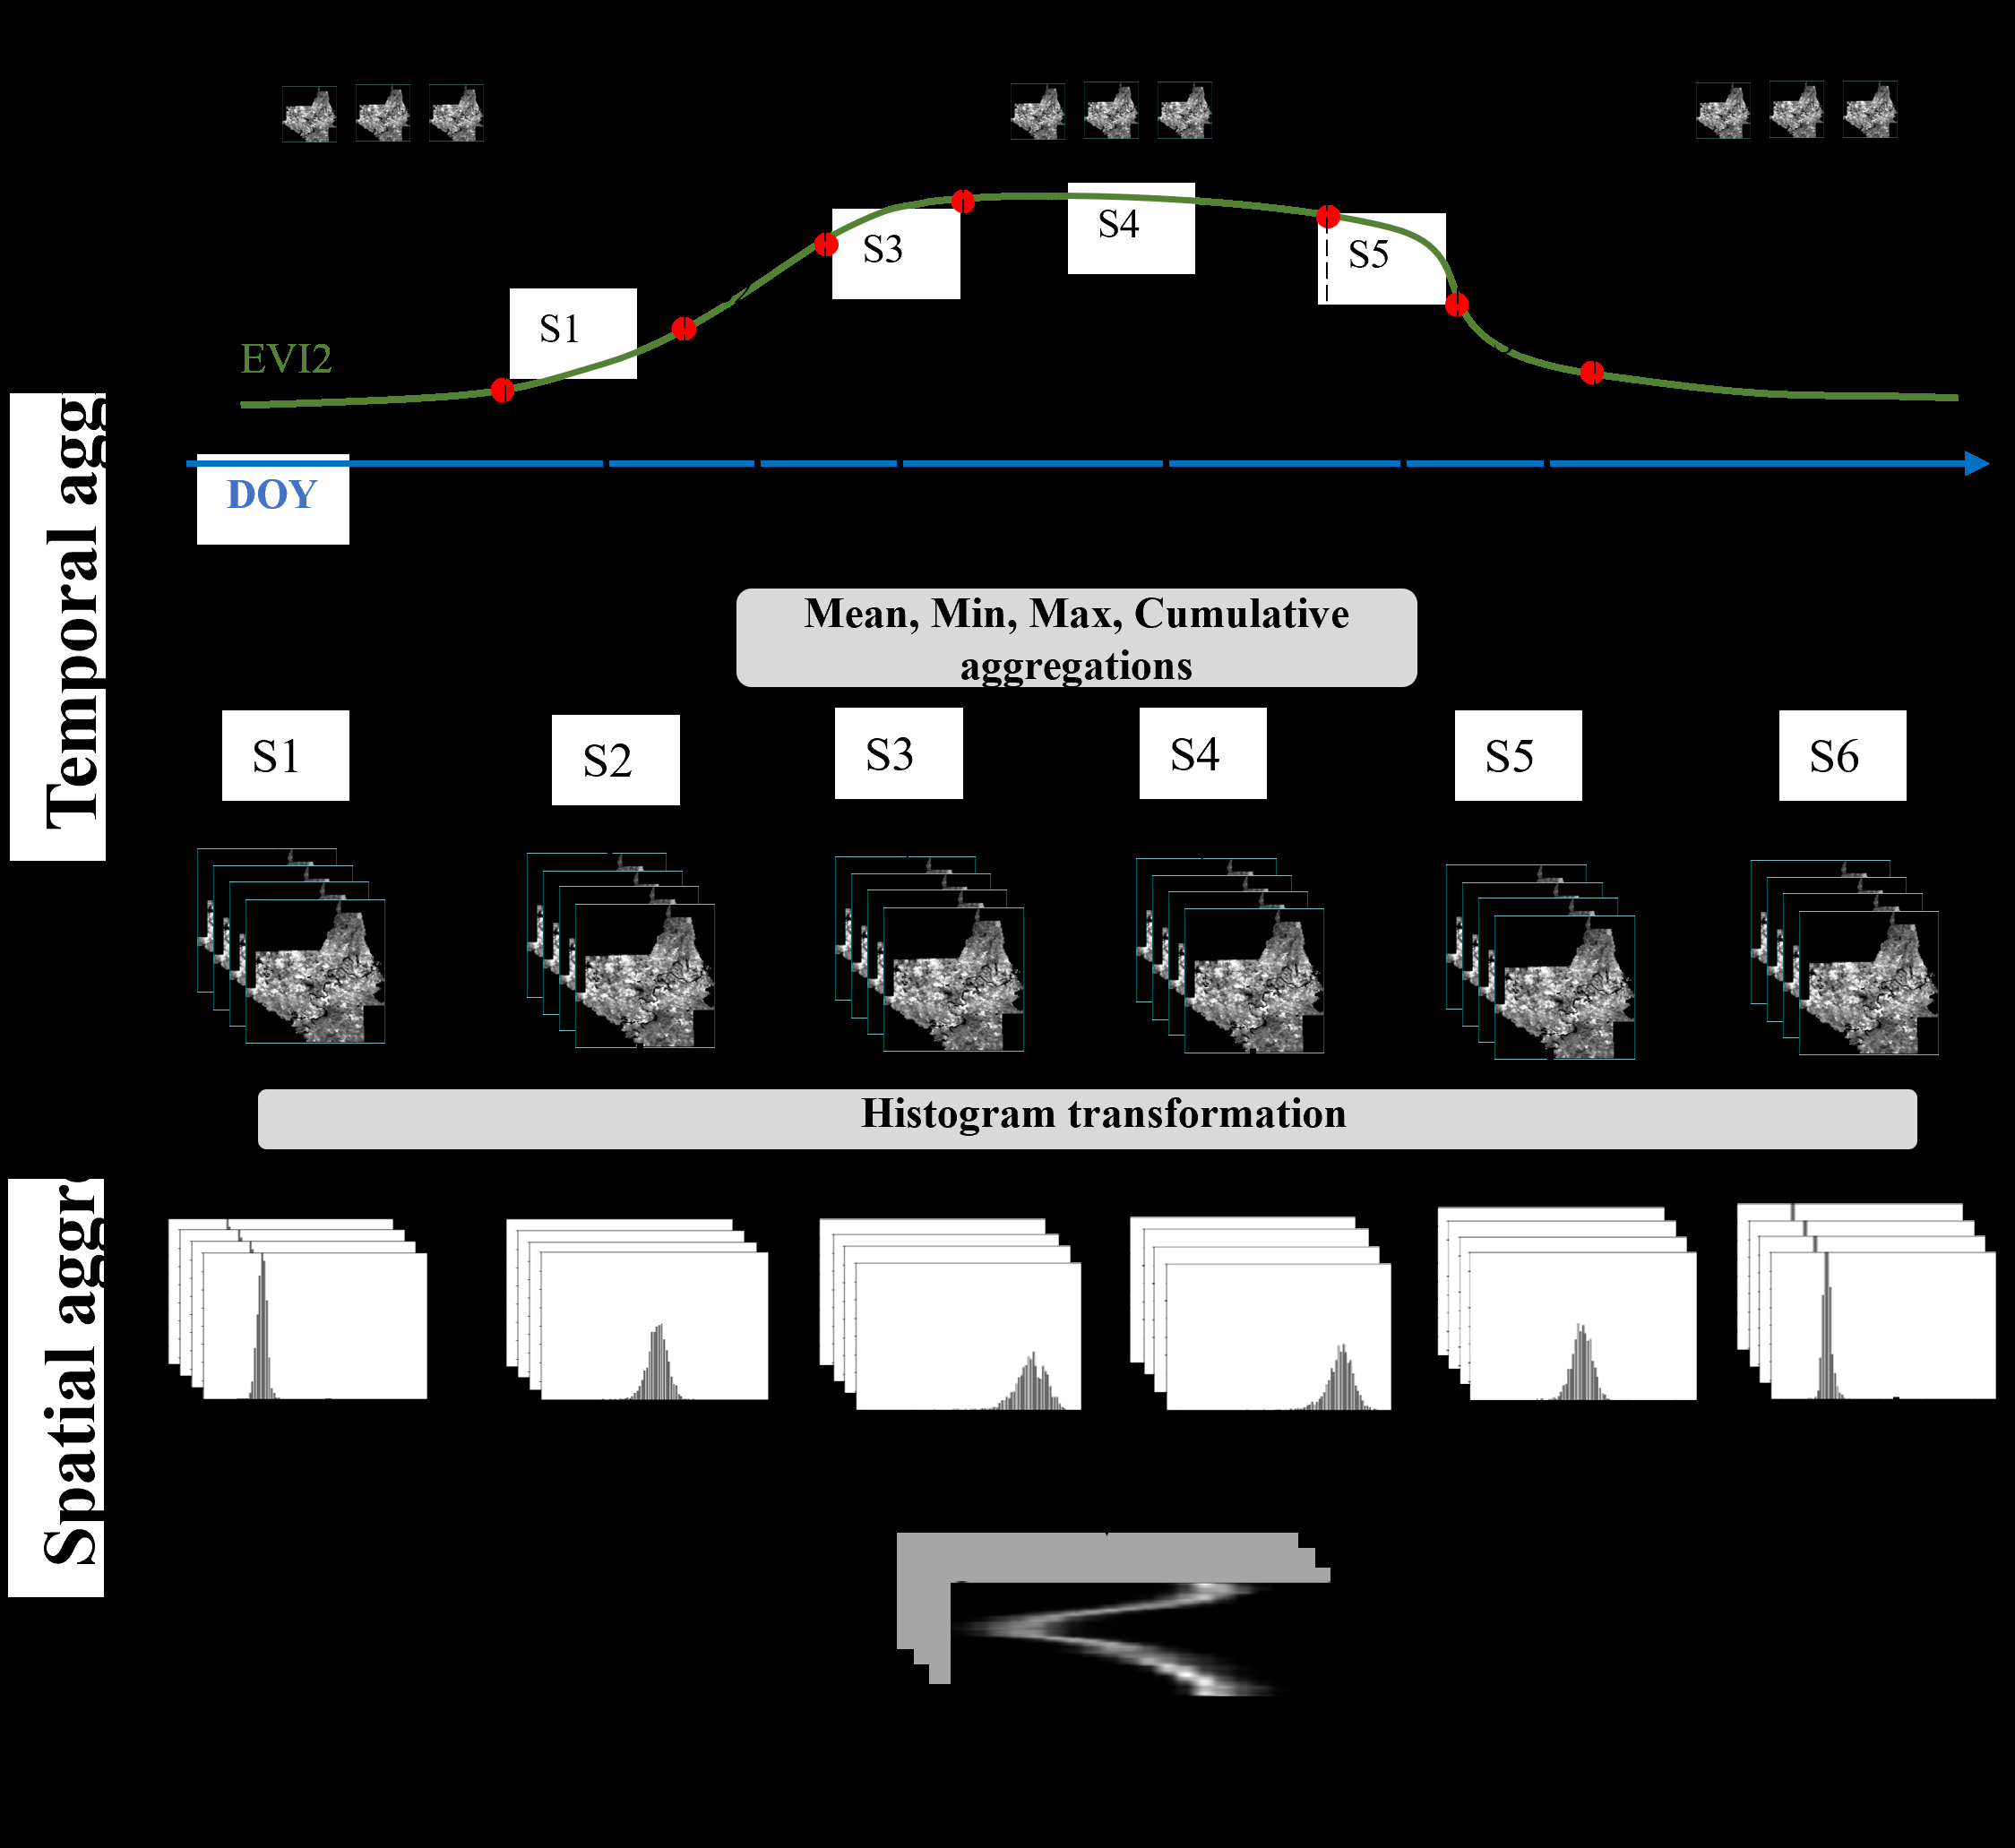 S4
S3
S5
S1
EVI2
DOY
Temporal agg
Mean, Min, Max, Cumulative
aggregations
S1
S2
S3
S4
S5
S6
Histogram transformation
Spatial aggr